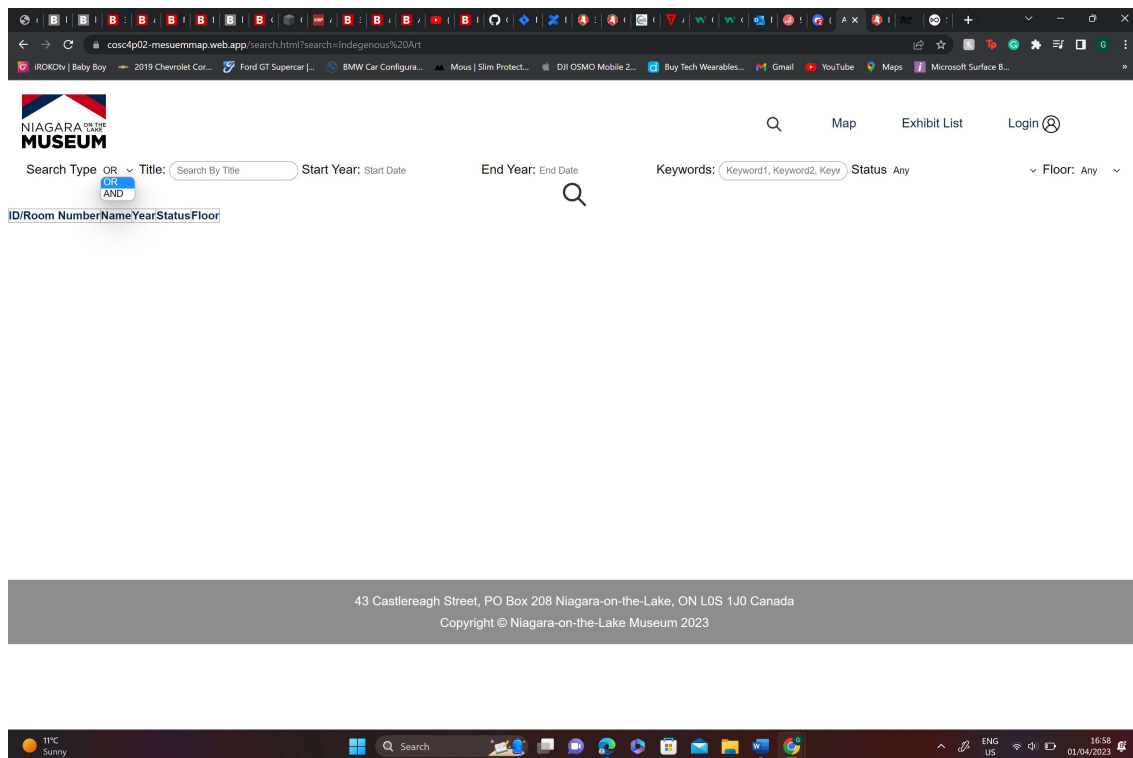 cosc4p02-mesuemmap.web.app/search.html?search=Indegenous%20Art
iROKOtv | Baby Boy 2019 Chevrolet Cor... Ford GT Supercar |... BMW Car Configura... Mous | Slim Protect... DJI OSMO Mobile 2... Buy Tech Wearables... Gmail YouTube Maps Microsoft Surface B... »
NIAGARA ON THE LAKE
MUSEUM
Map Exhibit List Login
Search Type OR Title: Search By Title Start Year: Start Date End Year: End Date Keywords: Keyword1, Keyword2, Keyw Status Any Floor: Any
OR
AND
ID/Room Number Name Year Status Floor
43 Castlereagh Street, PO Box 208 Niagara-on-the-Lake, ON L0S 1J0 Canada
Copyright © Niagara-on-the-Lake Museum 2023
11°C
Sunny
Search
ENG
US
16:58
01/04/2023